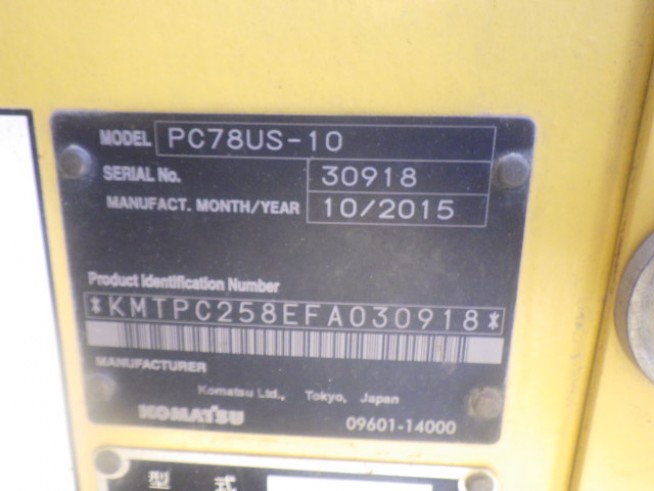 MODEL PC78US-10
SERIAL No. 30918
MANUFACT. MONTH/YEAR 10/2015
Product Identification Number
*KMTPC258EFA030918*
MANUFACTURER
Komatsu Ltd., Tokyo, Japan
KOMATSU 09601-14000
型 式